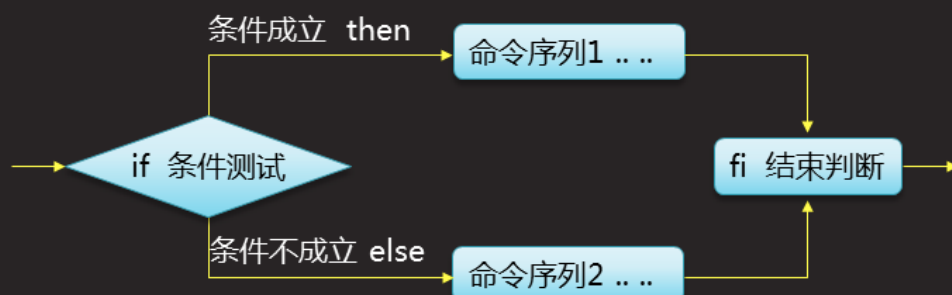 条件成立 then
命令序列1 .. ..
if 条件测试
fi 结束判断
条件不成立 else
命令序列2 .. ..